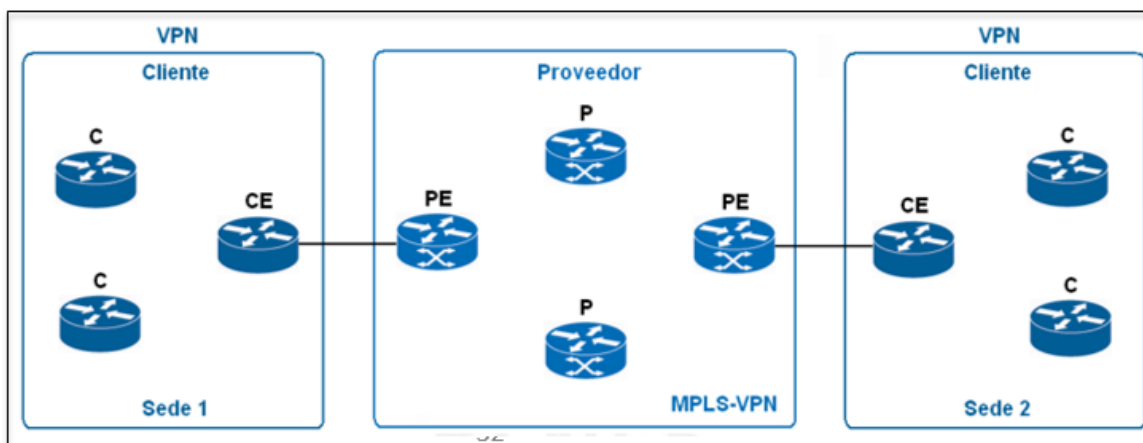 VPN
VPN
Cliente
Proveedor
Cliente
P
C
C
CE
PE
PE
CE
C
P
C
Sede 1
MPLS-VPN
Sede 2